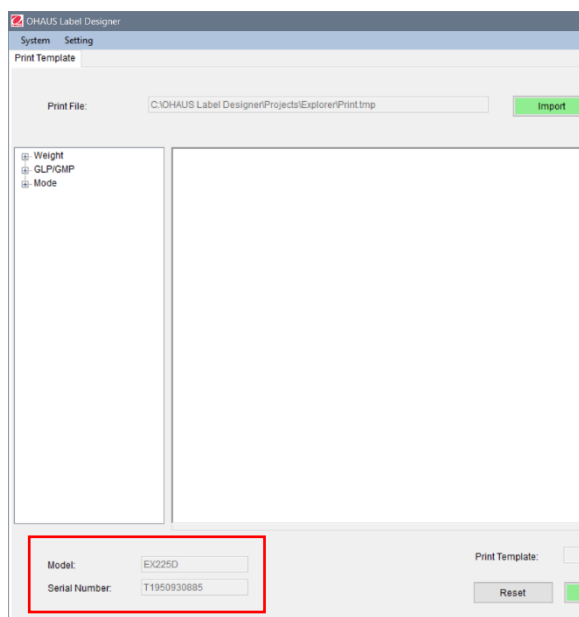 OHAUS Label Designer
System Setting
Print Template
Print File: C:\OHAUS Label Designer\Projects\Explorer\Print.tmp Import
Weight
GLP/GMP
Mode
Model: EX225D
Print Template:
Serial Number: T1950930885
Reset